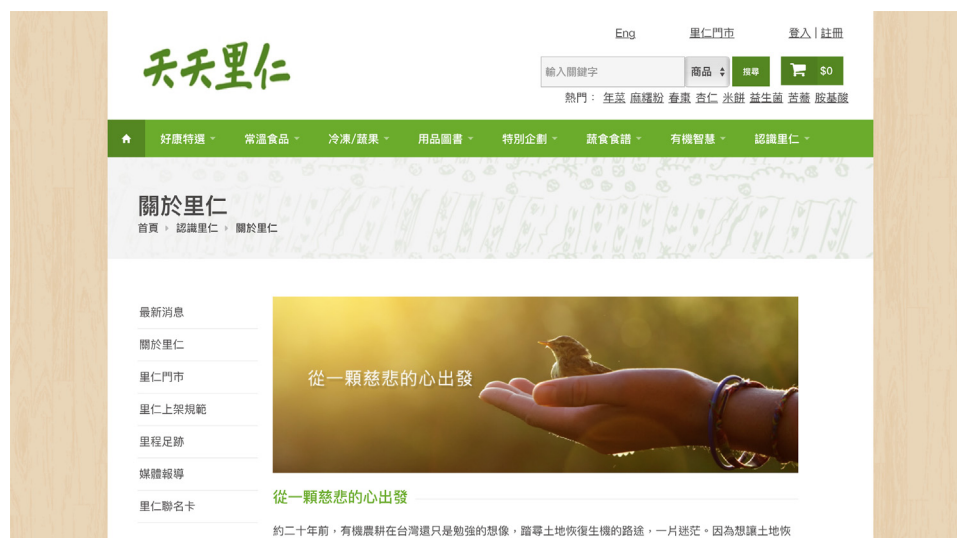 Eng 里仁門市 登入 | 註冊
天天里仁
輸入關鍵字 商品 搜尋 $0
熱門： 年菜 麻糬粉 春棗 杏仁 米餅 益生菌 苦蕎 胺基酸
好康特選 常溫食品 冷凍/蔬果 用品圖書 特別企劃 蔬食食譜 有機智慧 認識里仁
關於里仁
首頁 認識里仁 關於里仁
最新消息
關於里仁
里仁門市
里仁上架規範
里程足跡
媒體報導
里仁聯名卡
從一顆慈悲的心出發
從一顆慈悲的心出發
約二十年前，有機農耕在台灣還只是勉強的想像，踏尋土地恢復生機的路途，一片迷茫。因為想讓土地恢